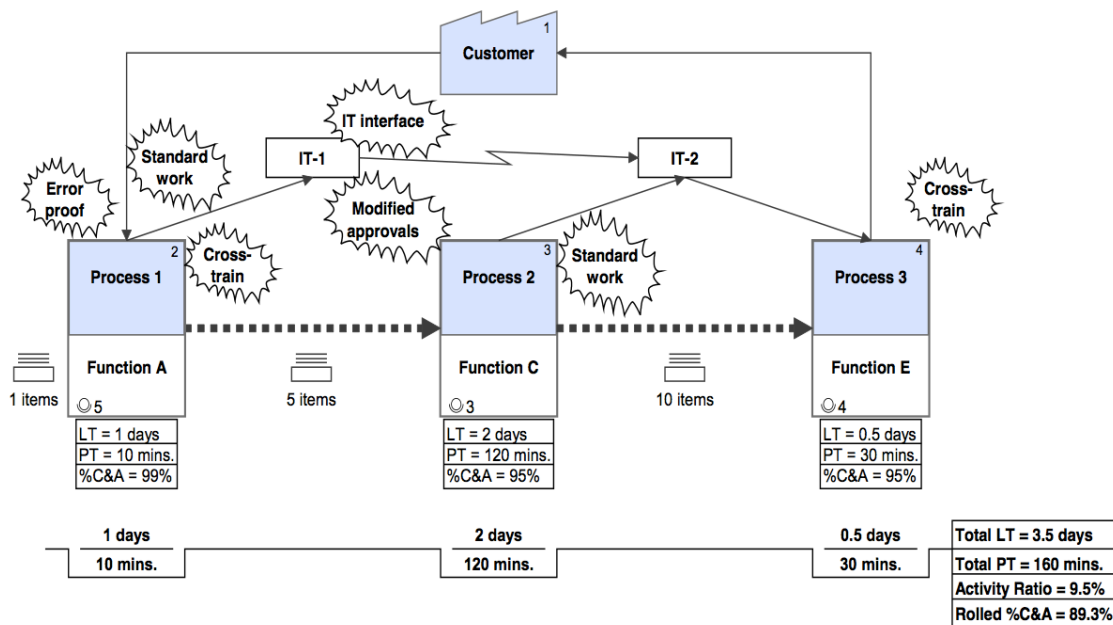 1
Customer
IT interface
IT-1
IT-2
Standard
work
Error
proof
Modified
approvals
Cross-
train
2
Process 1
Cross-
train
3
Process 2
Standard
work
4
Process 3
Function A
Function C
Function E
1 items
5 items
10 items
5
3
4
LT = 1 days
PT = 10 mins.
%C&A = 99%
LT = 2 days
PT = 120 mins.
%C&A = 95%
LT = 0.5 days
PT = 30 mins.
%C&A = 95%
1 days
10 mins.
2 days
120 mins.
0.5 days
30 mins.
Total LT = 3.5 days
Total PT = 160 mins.
Activity Ratio = 9.5%
Rolled %C&A = 89.3%